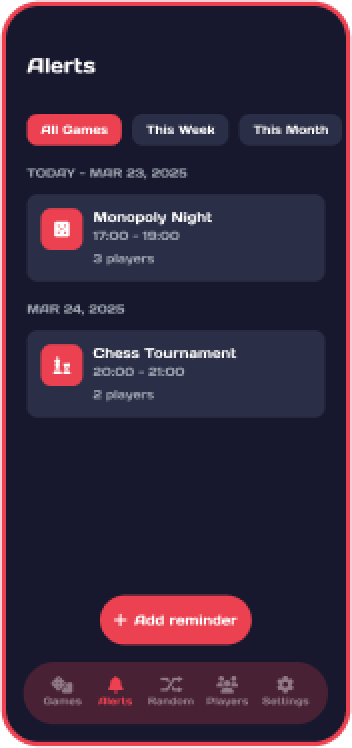 Alerts
All Games
This Week
This Month
TODAY - MAR 23, 2025
Monopoly Night
17:00 - 19:00
3 players
MAR 24, 2025
Chess Tournament
20:00 - 21:00
2 players
+ Add reminder
Games
Alerts
Random
Players
Settings